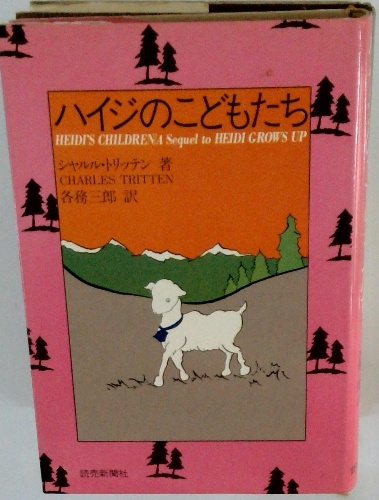 ハイジのこどもたち
HEIDI'S CHILDREN A Sequel to HEIDI GROWS UP
シャルル・トリッテン 著
CHARLES TRITTEN
各務三郎 訳
読売新聞社